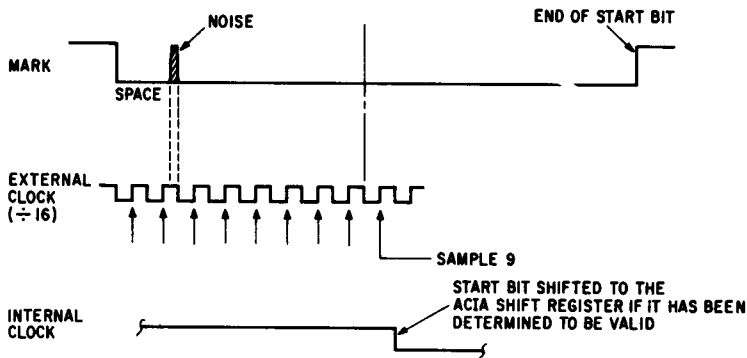 NOISE
END OF START BIT
MARK
SPACE
EXTERNAL
CLOCK
(÷16)
SAMPLE 9
START BIT SHIFTED TO THE
ACIA SHIFT REGISTER IF IT HAS BEEN
DETERMINED TO BE VALID
INTERNAL
CLOCK